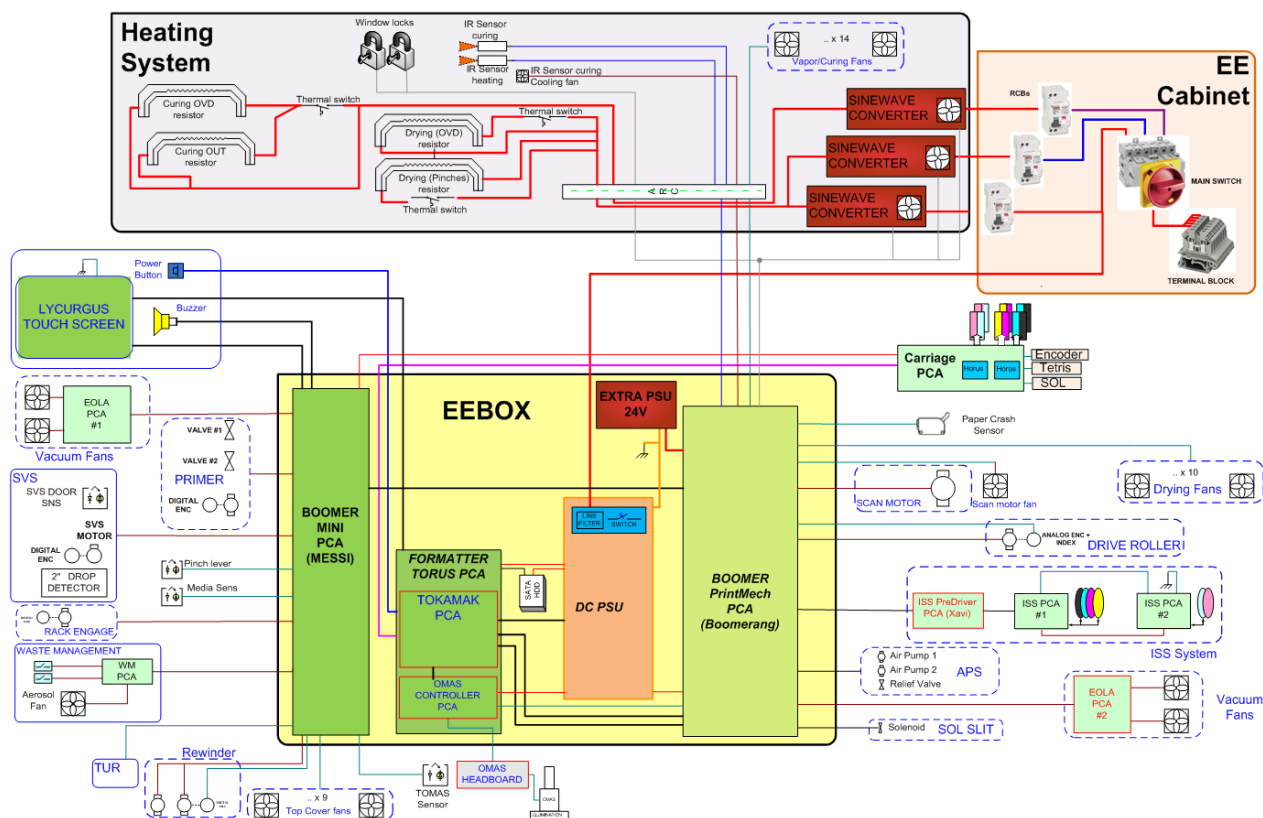 Heating
System
Window locks
IR Sensor
curing
IR Sensor
heating
IR Sensor curing
Cooling fan
.. x 14
Vapor/Curing Fans
EE
Cabinet
RCBs
MAIN SWITCH
TERMINAL BLOCK
Curing OVD
resistor
Thermal switch
Curing OUT
resistor
Drying (OVD)
resistor
Thermal switch
Drying (Pinches)
resistor
Thermal switch
ARC
SINEWAVE
CONVERTER
SINEWAVE
CONVERTER
SINEWAVE
CONVERTER
Power
Button
LYCURGUS
TOUCH SCREEN
Buzzer
EOLA
PCA
#1
Vacuum Fans
VALVE #1
VALVE #2
PRIMER
DIGITAL
ENC
SVS
SVS DOOR
SNS
SVS
MOTOR
DIGITAL
ENC
2" DROP
DETECTOR
Pinch lever
Media Sens
RACK ENGAGE
WASTE MANAGEMENT
WM
PCA
Aerosol
Fan
TUR
Rewinder
.. x 9
Top Cover fans
TOMAS
Sensor
OMAS
HEADBOARD
OMAS
ILLUMINATION
EEBOX
BOOMER
MINI
PCA
(MESSI)
EXTRA PSU
24V
LINE
FILTER
SWITCH
DC PSU
FORMATTER
TORUS PCA
SATA
HDD
TOKAMAK
PCA
OMAS
CONTROLLER
PCA
BOOMER
PrintMech
PCA
(Boomerang)
Carriage
PCA
Horus
Horus
Encoder
Tetris
SOL
Paper Crash
Sensor
SCAN MOTOR
Scan motor fan
.. x 10
Drying Fans
ANALOG ENC +
INDEX
DRIVE ROLLER
ISS PreDriver
PCA (Xavi)
ISS PCA
#1
ISS PCA
#2
ISS System
Air Pump 1
Air Pump 2
Relief Valve
APS
Solenoid
SOL SLIT
EOLA
PCA
#2
Vacuum
Fans